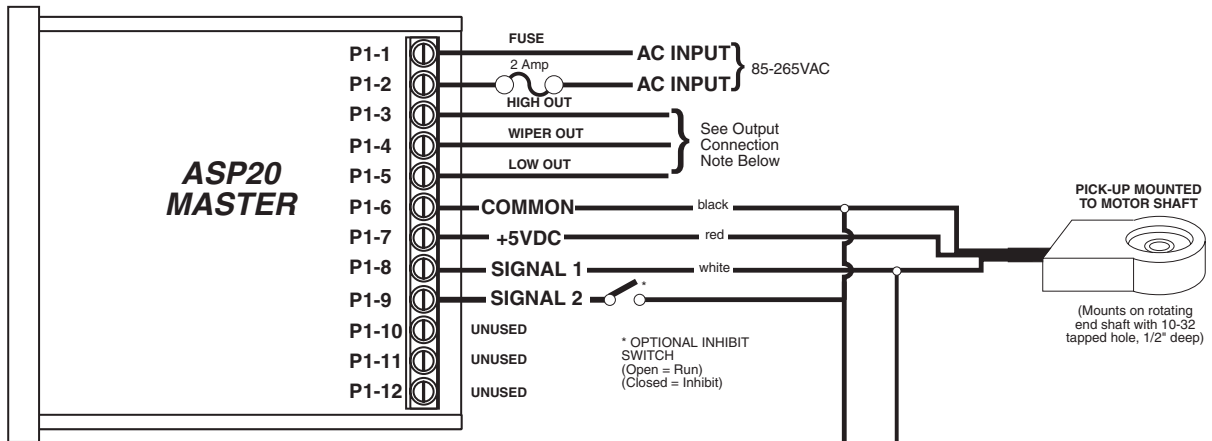 ASP20
MASTER
P1-1
FUSE
AC INPUT
85-265VAC
P1-2
2 Amp
AC INPUT
P1-3
HIGH OUT
P1-4
WIPER OUT
See Output
Connection
Note Below
P1-5
LOW OUT
P1-6
COMMON
black
P1-7
+5VDC
red
P1-8
SIGNAL 1
white
P1-9
SIGNAL 2
*
P1-10
UNUSED
P1-11
UNUSED
P1-12
UNUSED
* OPTIONAL INHIBIT
SWITCH
(Open = Run)
(Closed = Inhibit)
PICK-UP MOUNTED
TO MOTOR SHAFT
(Mounts on rotating
end shaft with 10-32
tapped hole, 1/2" deep)